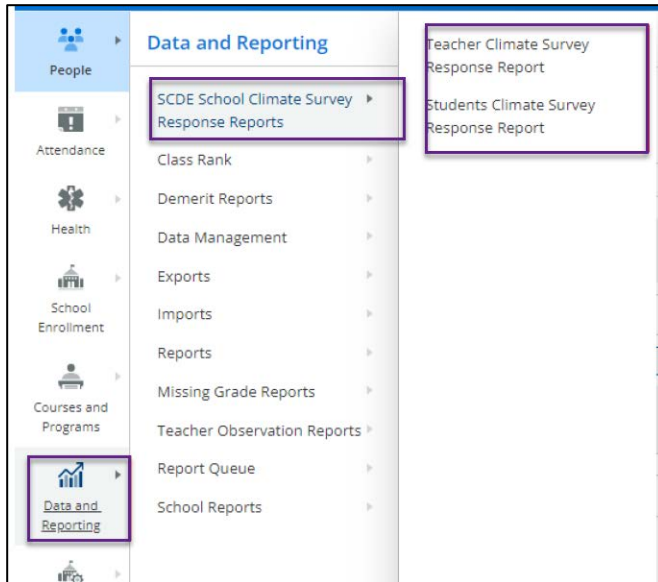 People
Attendance
Health
School
Enrollment
Courses and
Programs
Data and
Reporting
Data and Reporting
SCDE School Climate Survey
Response Reports
Class Rank
Demerit Reports
Data Management
Exports
Imports
Reports
Missing Grade Reports
Teacher Observation Reports
Report Queue
School Reports
Teacher Climate Survey
Response Report
Students Climate Survey
Response Report